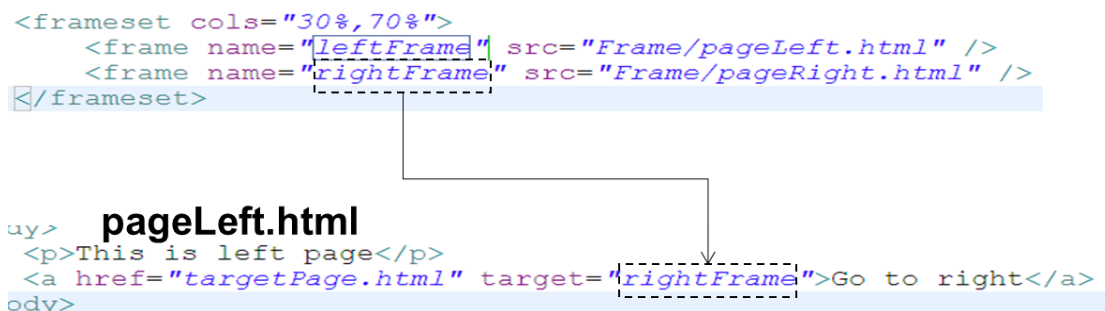 <frameset cols="30%,70%">
<frame name="leftFrame" src="Frame/pageLeft.html" />
<frame name="rightFrame" src="Frame/pageRight.html" />
</frameset>
pageLeft.html
<p>This is left page</p>
<a href="targetPage.html" target="rightFrame">Go to right</a>
ody>